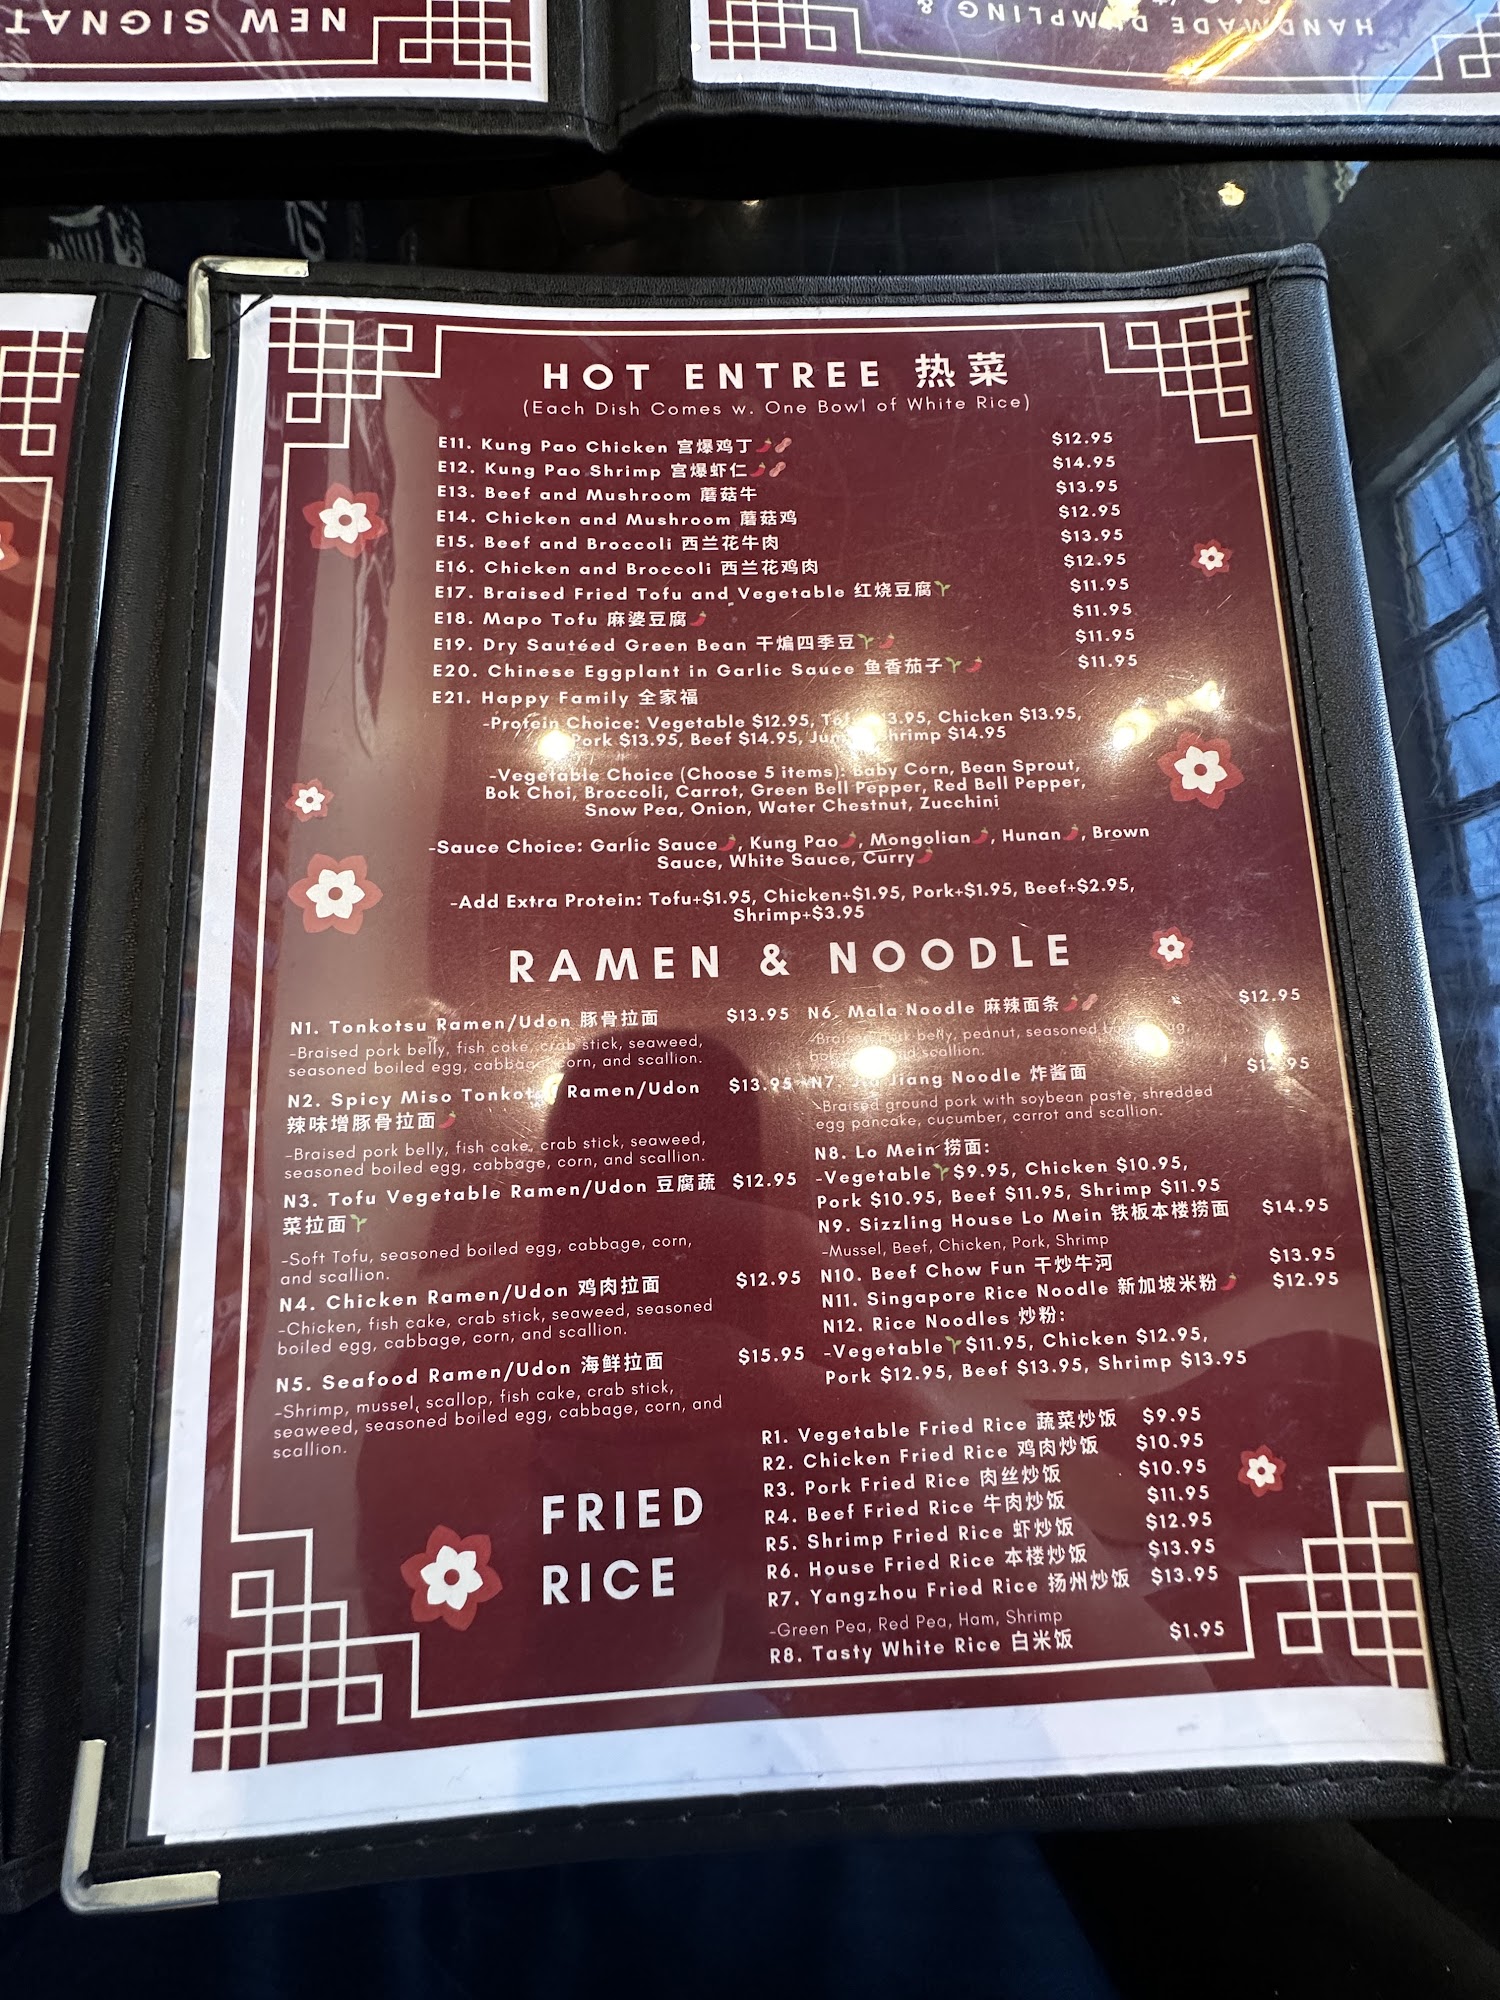 NEW SIGNAT
HANDMADE DUMPLING &
HOT ENTREE 热菜
(Each Dish Comes w. One Bowl of White Rice)
E11. Kung Pao Chicken 宫爆鸡丁🌶️🥜 $12.95
E12. Kung Pao Shrimp 宫爆虾仁🌶️🥜 $14.95
E13. Beef and Mushroom 蘑菇牛 $13.95
E14. Chicken and Mushroom 蘑菇鸡 $12.95
E15. Beef and Broccoli 西兰花牛肉 $13.95
E16. Chicken and Broccoli 西兰花鸡肉 $12.95
E17. Braised Fried Tofu and Vegetable 红烧豆腐🌱 $11.95
E18. Mapo Tofu 麻婆豆腐🌶️ $11.95
E19. Dry Sautéed Green Bean 干煸四季豆🌱🌶️ $11.95
E20. Chinese Eggplant in Garlic Sauce 鱼香茄子🌱🌶️ $11.95
E21. Happy Family 全家福
-Protein Choice: Vegetable $12.95, Tofu $13.95, Chicken $13.95,
Pork $13.95, Beef $14.95, Jumbo Shrimp $14.95
-Vegetable Choice (Choose 5 items): Baby Corn, Bean Sprout,
Bok Choi, Broccoli, Carrot, Green Bell Pepper, Red Bell Pepper,
Snow Pea, Onion, Water Chestnut, Zucchini
-Sauce Choice: Garlic Sauce🌶️, Kung Pao🌶️, Mongolian🌶️, Hunan🌶️, Brown
Sauce, White Sauce, Curry🌶️
-Add Extra Protein: Tofu+$1.95, Chicken+$1.95, Pork+$1.95, Beef+$2.95,
Shrimp+$3.95
RAMEN & NOODLE
N1. Tonkotsu Ramen/Udon 豚骨拉面 $13.95
-Braised pork belly, fish cake, crab stick, seaweed,
seasoned boiled egg, cabbage, corn, and scallion.
N2. Spicy Miso Tonkotsu Ramen/Udon $13.95
辣味增豚骨拉面🌶️
-Braised pork belly, fish cake, crab stick, seaweed,
seasoned boiled egg, cabbage, corn, and scallion.
N3. Tofu Vegetable Ramen/Udon 豆腐蔬 $12.95
菜拉面🌱
-Soft Tofu, seasoned boiled egg, cabbage, corn,
and scallion.
N4. Chicken Ramen/Udon 鸡肉拉面 $12.95
-Chicken, fish cake, crab stick, seaweed, seasoned
boiled egg, cabbage, corn, and scallion.
N5. Seafood Ramen/Udon 海鲜拉面 $15.95
-Shrimp, mussel, scallop, fish cake, crab stick,
seaweed, seasoned boiled egg, cabbage, corn, and
scallion.
N6. Mala Noodle 麻辣面条🌶️🥜 $12.95
-Braised pork belly, peanut, seasoned egg,
bok and scallion.
N7. Jiang Noodle 炸酱面 $12.95
-Braised ground pork with soybean paste, shredded
egg pancake, cucumber, carrot and scallion.
N8. Lo Mein 捞面:
-Vegetable🌱$9.95, Chicken $10.95,
Pork $10.95, Beef $11.95, Shrimp $11.95
N9. Sizzling House Lo Mein 铁板本楼捞面 $14.95
-Mussel, Beef, Chicken, Pork, Shrimp
N10. Beef Chow Fun 干炒牛河 $13.95
N11. Singapore Rice Noodle 新加坡米粉🌶️ $12.95
N12. Rice Noodles 炒粉:
-Vegetable🌱$11.95, Chicken $12.95,
Pork $12.95, Beef $13.95, Shrimp $13.95
FRIED
RICE
R1. Vegetable Fried Rice 蔬菜炒饭 $9.95
R2. Chicken Fried Rice 鸡肉炒饭 $10.95
R3. Pork Fried Rice 肉丝炒饭 $10.95
R4. Beef Fried Rice 牛肉炒饭 $11.95
R5. Shrimp Fried Rice 虾炒饭 $12.95
R6. House Fried Rice 本楼炒饭 $13.95
R7. Yangzhou Fried Rice 扬州炒饭 $13.95
-Green Pea, Red Pea, Ham, Shrimp
R8. Tasty White Rice 白米饭 $1.95